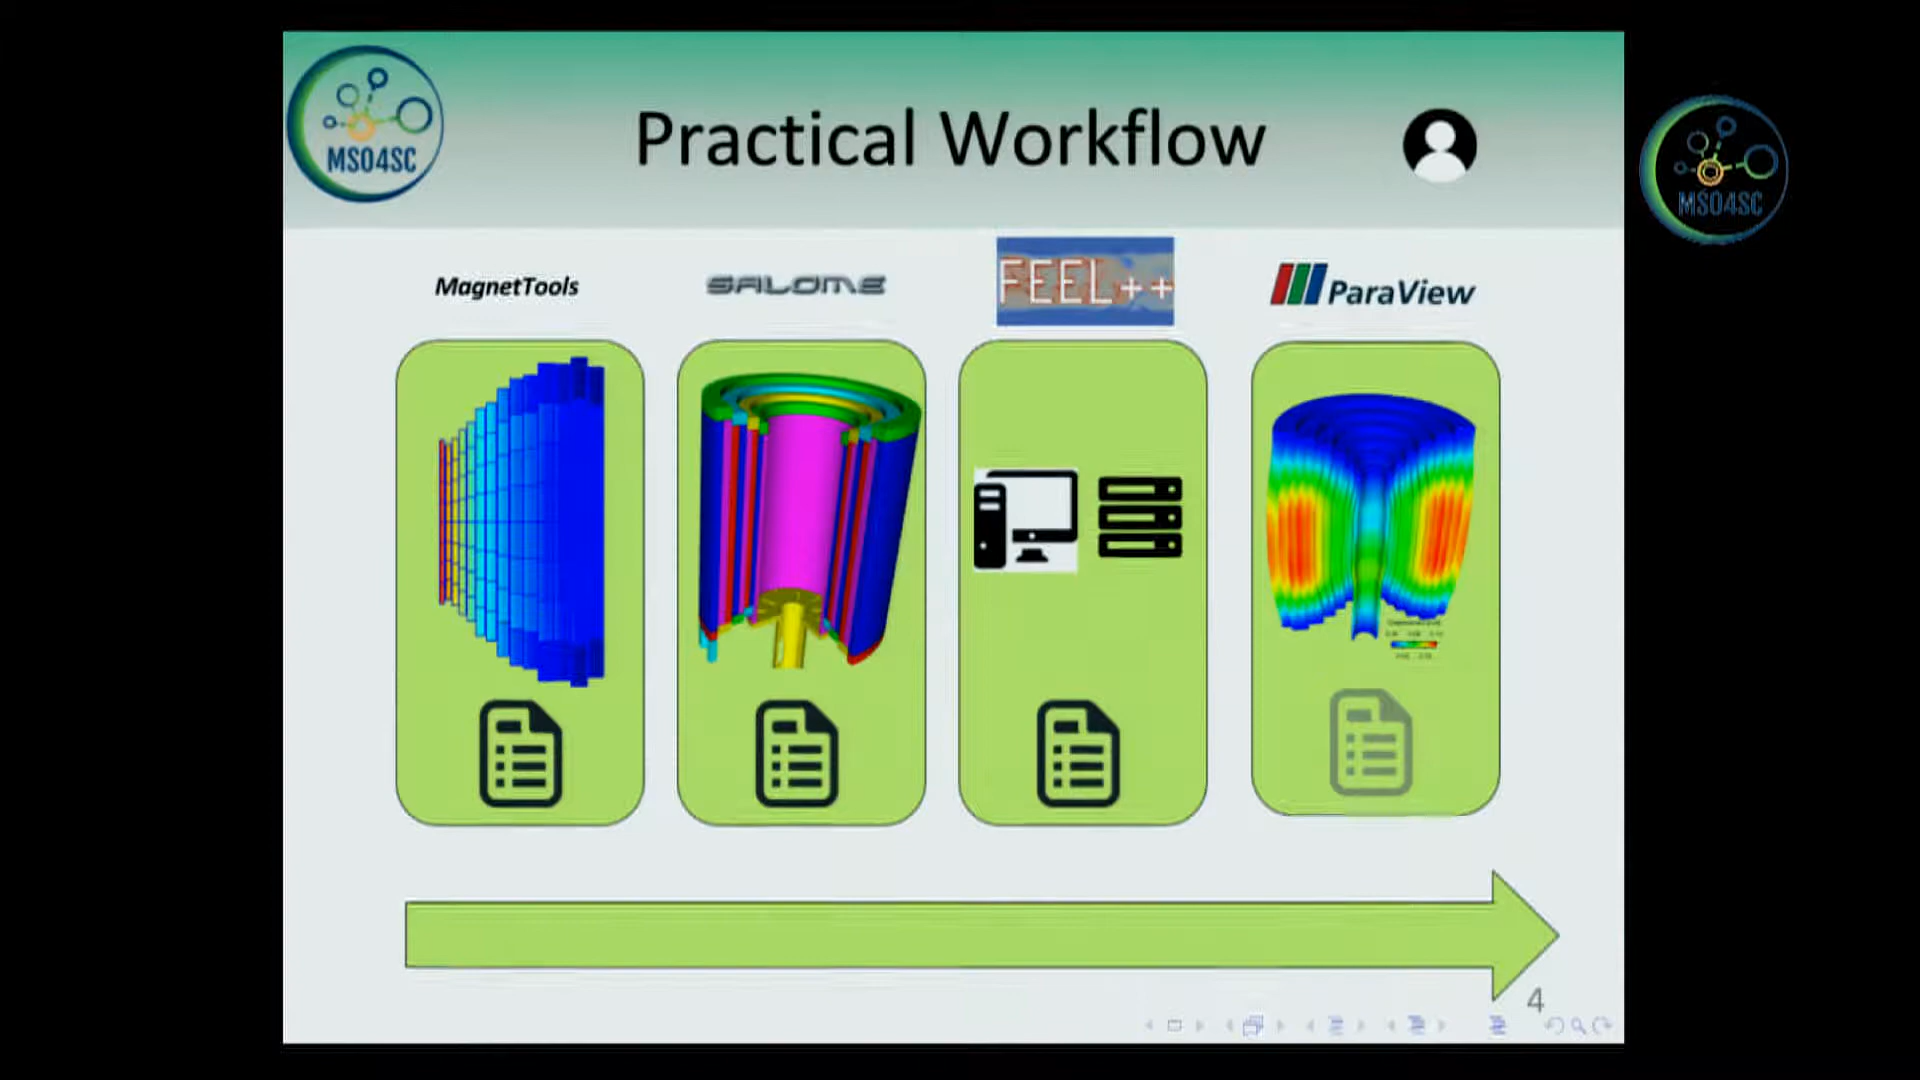 MSO4SC
Practical Workflow
MSO4SC
MagnetTools
SALOME
FEEL++
ParaView
4